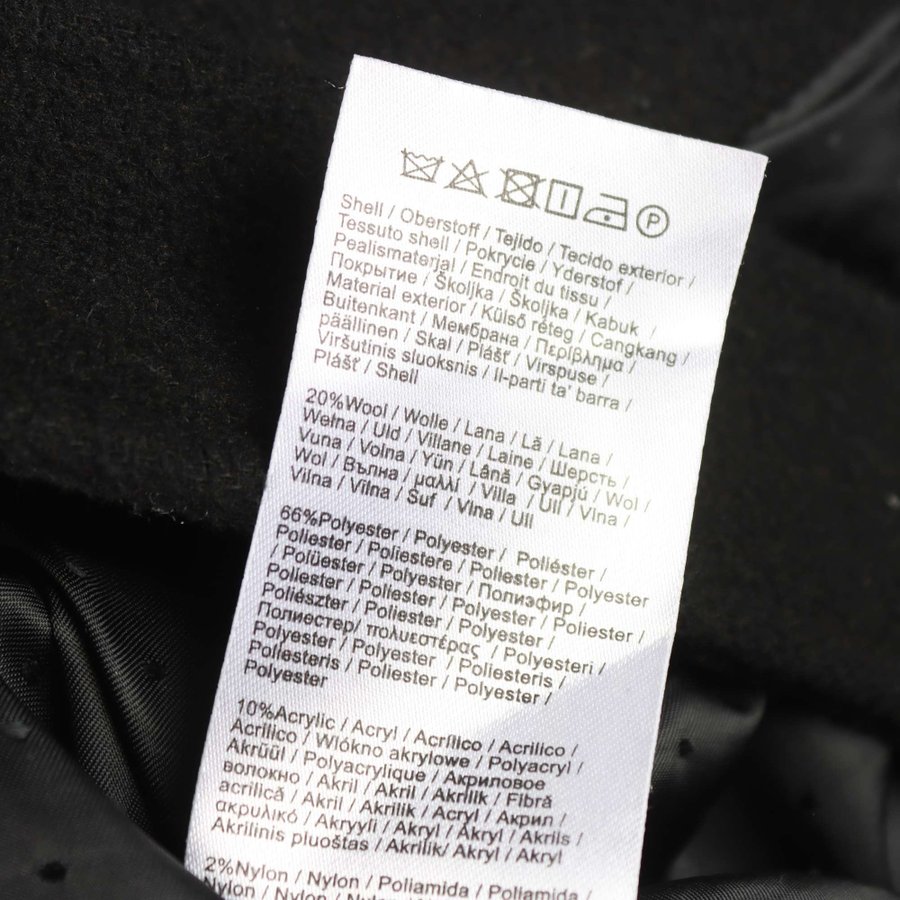 P
Shell / Oberstoff / Tejido / Tecido exterior /
Tessuto shell / Pokrycie / Yderstof /
Pealismaterjal / Endroit du tissu /
Покрытие / Školjka / Školjka / Kabuk /
Material exterior / Külső réteg / Cangkang /
Buitenkant / Мембрана / Περίβλημα /
päällinen / Skal / Plášť / Virspuse /
Viršutinis sluoksnis / Il-parti ta' barra /
Plášť / Shell
20%Wool / Wolle / Lana / Lã / Lana /
Wełna / Uld / Villane / Laine / Шерсть /
Vuna / Volna / Yün / Lână / Gyapjú / Wol /
Wol / Вълна / μαλλί / Villa / Ull / Vlna /
Vilna / Vilna / Suf / Vlna / Ull
66%Polyester / Polyester / Poliéster /
Poliester / Poliestere / Poliester / Polyester
/ Polüester / Polyester / Полиэфир /
Poliester / Poliester / Polyester / Poliester /
Poliészter / Poliester / Polyester /
Полиестер/ πολυεστέρας / Polyesteri /
Polyester / Polyester / Poliesteris /
Poliesteris / Poliester / Polyester /
Polyester
10%Acrylic / Acryl / Acrílico / Acrilico /
Acrilico / Wlókno akrylowe / Polyacryl /
Akrüül / Polyacrylique / Акриловое
волокно / Akril / Akril / Akrilik / Fibră
acrilică / Akril / Akrilik / Acryl / Акрил /
ακρυλικό / Akryyli / Akryl / Akryl / Akrils /
Akrilinis pluoštas / Akrilik/ Akryl / Akryl
2%Nylon / Nylon / Poliamida / Poliamida
Nylon / Nylon / Nylon /